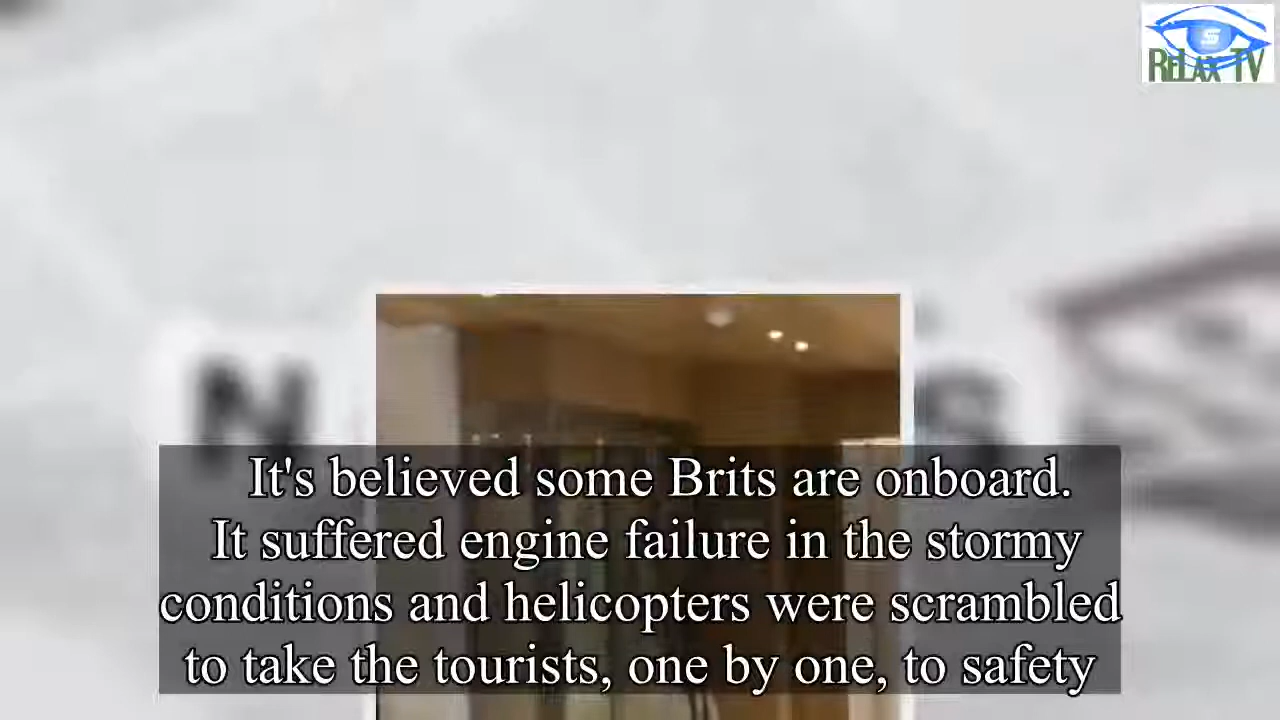 S
RELAX TV
N
It's believed some Brits are onboard.
It suffered engine failure in the stormy
conditions and helicopters were scrambled
to take the tourists, one by one, to safety